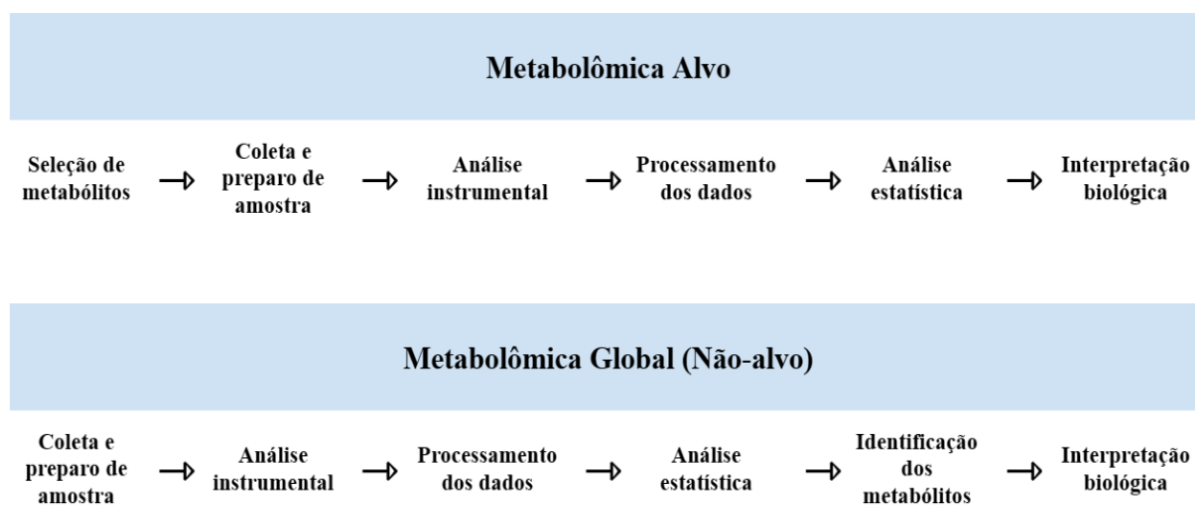 Metabolômica Alvo
Seleção de
metabólitos
Coleta e
preparo de
amostra
Análise
instrumental
Processamento
dos dados
Análise
estatística
Interpretação
biológica
Metabolômica Global (Não-alvo)
Coleta e
preparo de
amostra
Análise
instrumental
Processamento
dos dados
Análise
estatística
Identificação
dos
metabólitos
Interpretação
biológica